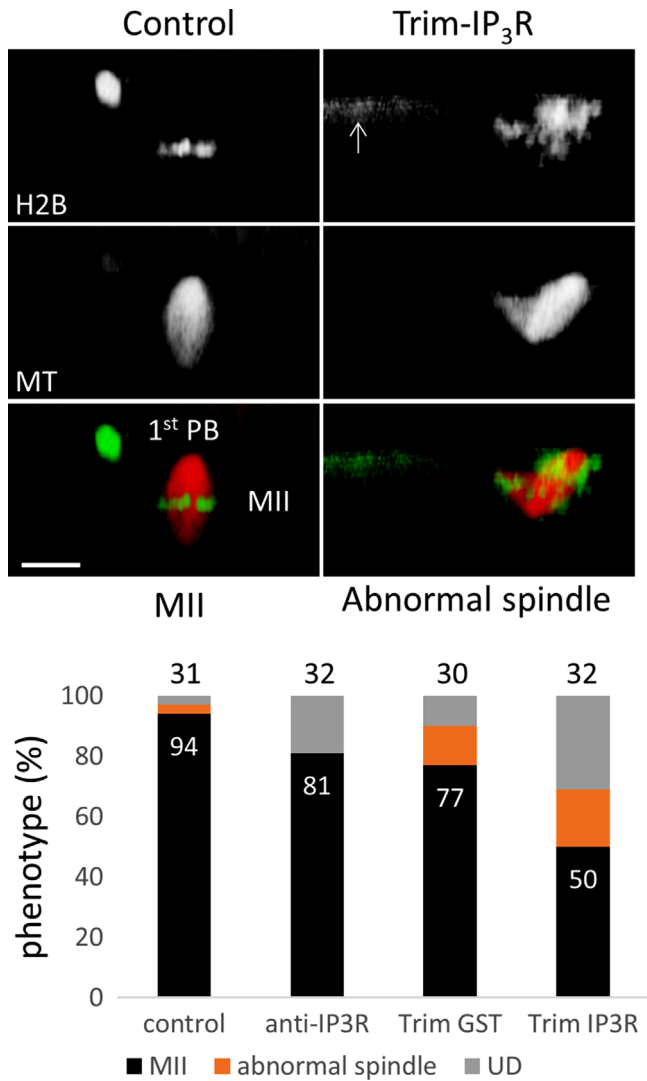 Control Trim-IP₃R
H2B
MT
1ˢᵗ PB
MII
MII Abnormal spindle
31 32 30 32
100
80
60
40
20
0
phenotype (%)
94 81 77 50
control anti-IP3R Trim GST Trim IP3R
MII abnormal spindle UD